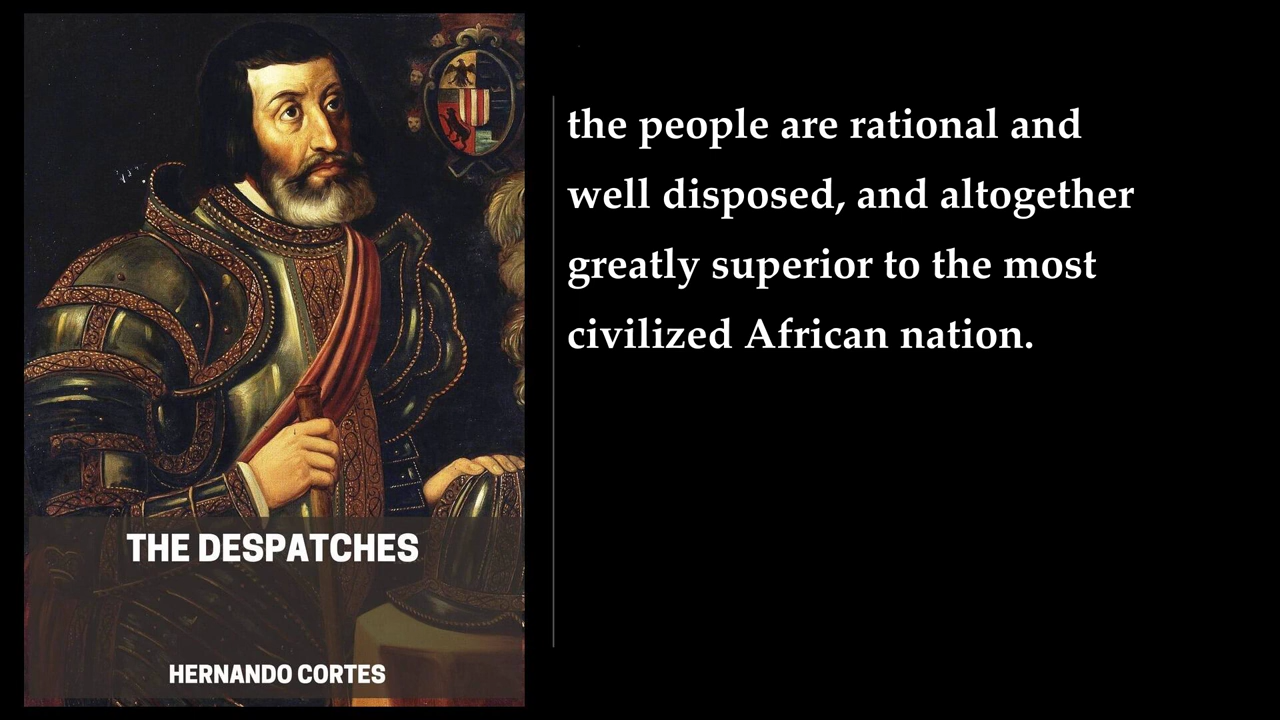 the people are rational and
well disposed, and altogether
greatly superior to the most
civilized African nation.
THE DESPATCHES
HERNANDO CORTES